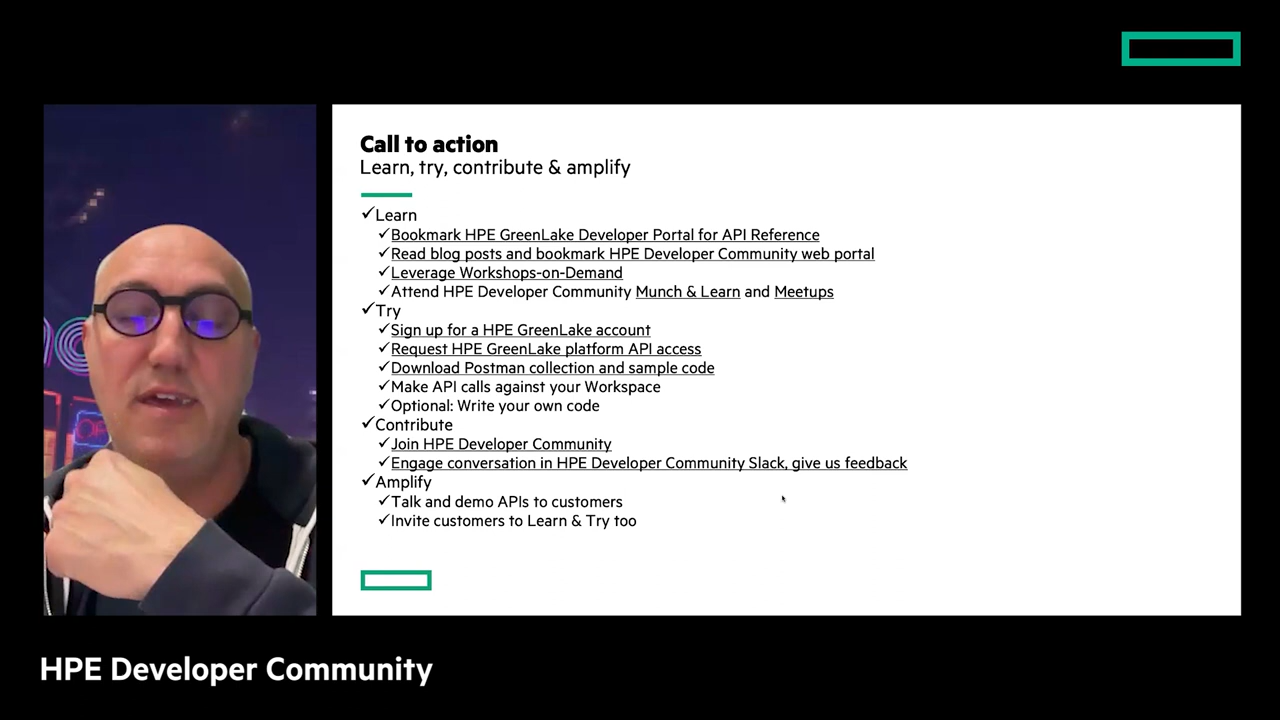 Call to action
Learn, try, contribute & amplify
✓Learn
✓Bookmark HPE GreenLake Developer Portal for API Reference
✓Read blog posts and bookmark HPE Developer Community web portal
✓Leverage Workshops-on-Demand
✓Attend HPE Developer Community Munch & Learn and Meetups
✓Try
✓Sign up for a HPE GreenLake account
✓Request HPE GreenLake platform API access
✓Download Postman collection and sample code
✓Make API calls against your Workspace
✓Optional: Write your own code
✓Contribute
✓Join HPE Developer Community
✓Engage conversation in HPE Developer Community Slack, give us feedback
✓Amplify
✓Talk and demo APIs to customers
✓Invite customers to Learn & Try too
HPE Developer Community